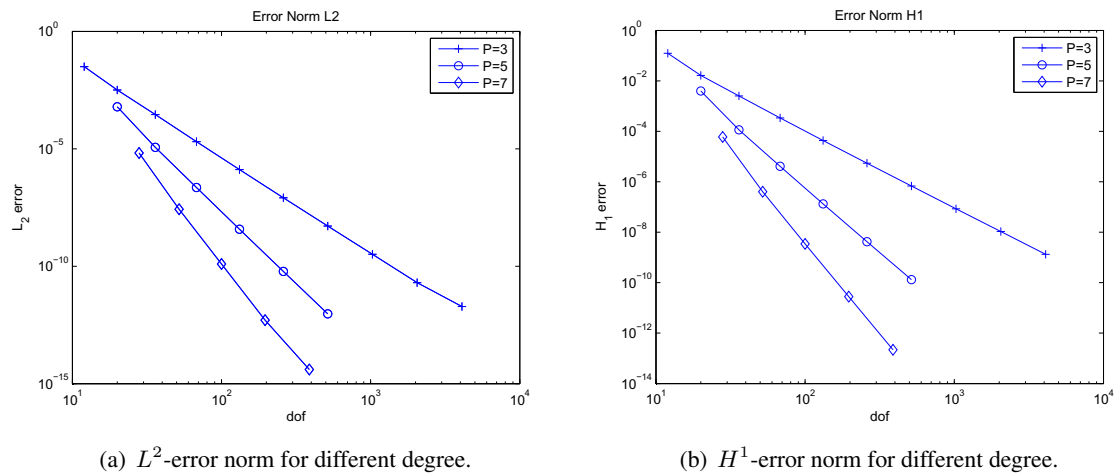 Error Norm L2
10^0
10^-5
10^-10
10^-15
L_2 error
P=3
P=5
P=7
10^1
10^2
10^3
10^4
dof
(a) L^2-error norm for different degree.
Error Norm H1
10^0
10^-2
10^-4
10^-6
10^-8
10^-10
10^-12
10^-14
H_1 error
P=3
P=5
P=7
10^1
10^2
10^3
10^4
dof
(b) H^1-error norm for different degree.